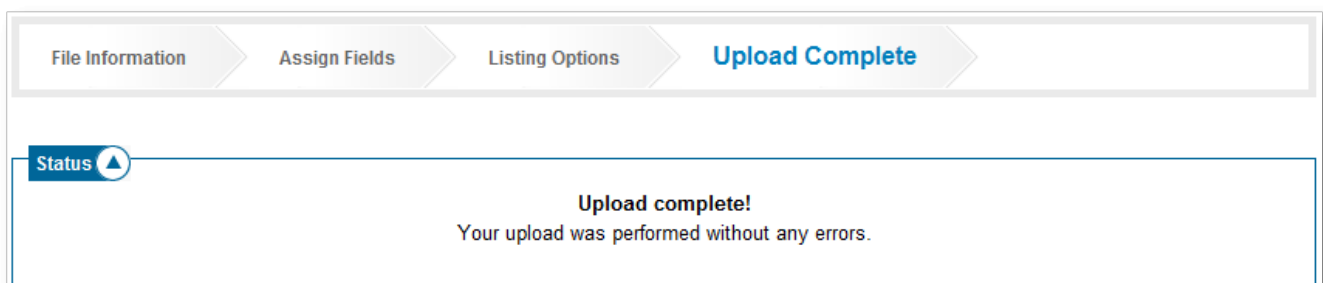 File Information Assign Fields Listing Options Upload Complete
Status
Upload complete!
Your upload was performed without any errors.